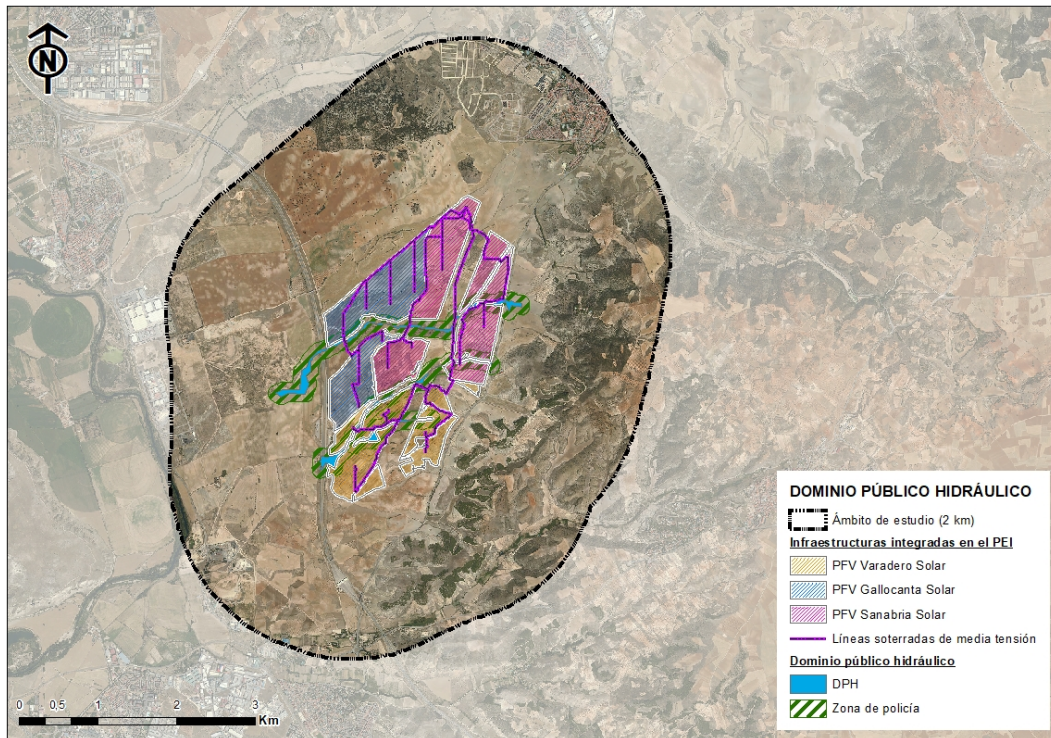 N
DOMINIO PÚBLICO HIDRÁULICO
Ámbito de estudio (2 km)
Infraestructuras integradas en el PEI
PFV Varadero Solar
PFV Gallocanta Solar
PFV Sanabria Solar
Líneas soterradas de media tensión
Dominio público hidráulico
DPH
Zona de policía
0 0,5 1 2 3
Km